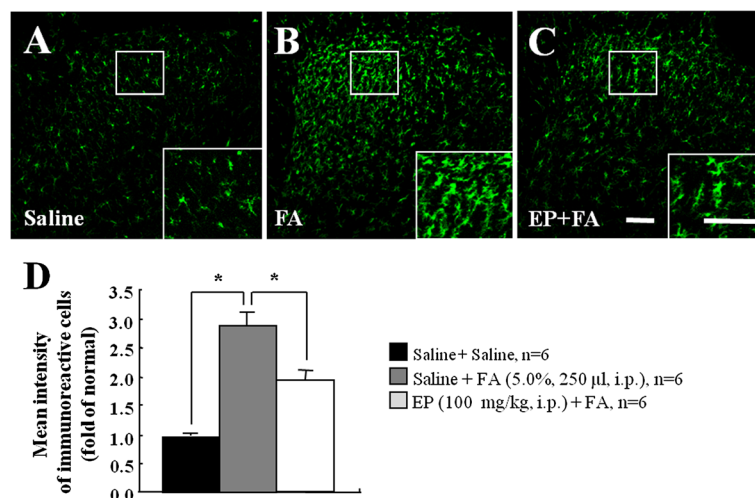 A
B
C
Saline
FA
EP+FA
D
* *
Mean intensity
of immunoreactive cells
(fold of normal)
3.5
3.0
2.5
2.0
1.5
1.0
0.5
0.0
Saline+ Saline, n=6
Saline + FA (5.0%, 250 µl, i.p.), n=6
EP (100 mg/kg, i.p.) + FA, n=6